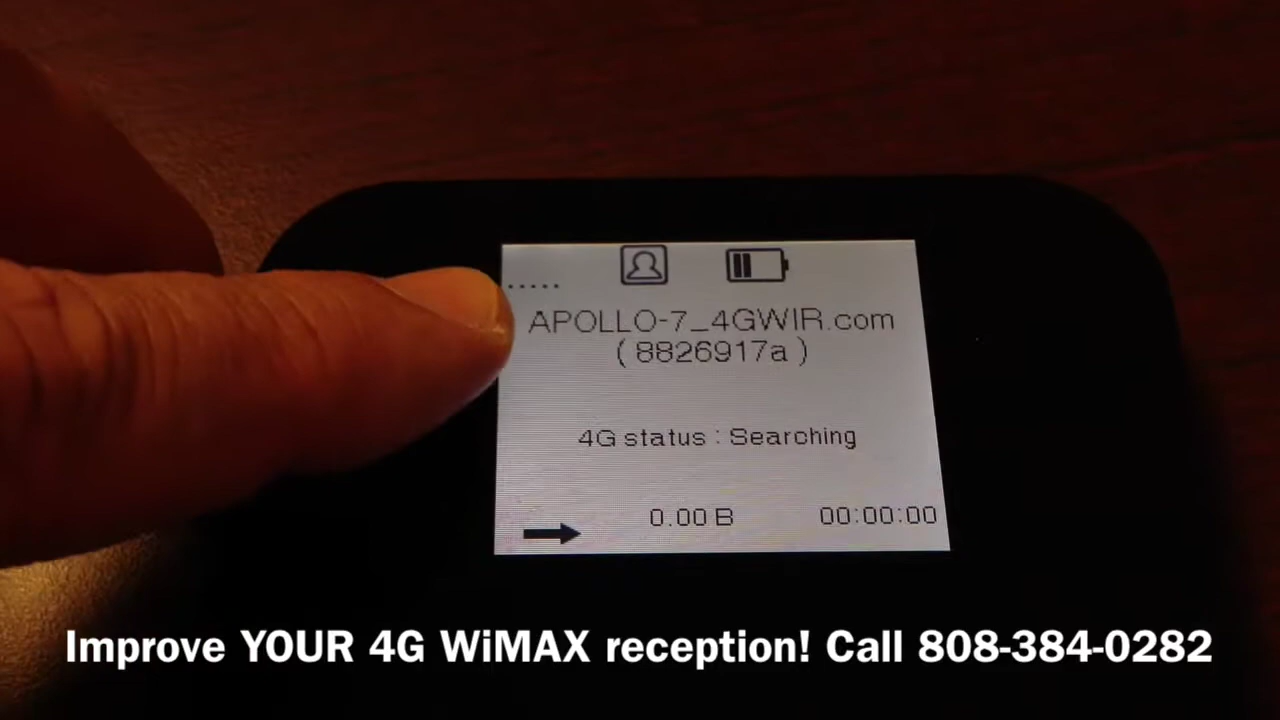 APOLLO-7_4GWIR.com
( 8826917a )
4G status : Searching
0.00 B 00:00:00
Improve YOUR 4G WiMAX reception! Call 808-384-0282